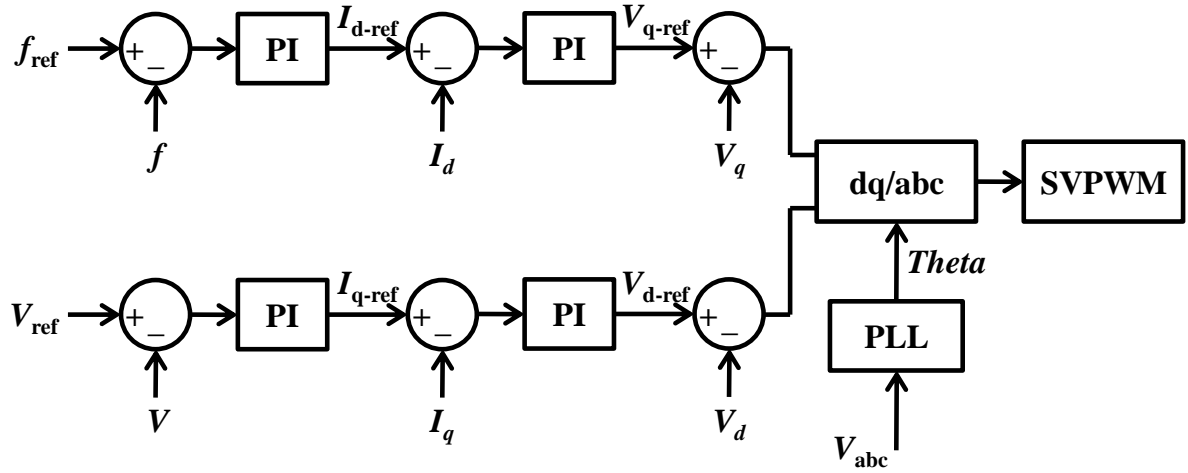 f_ref + − PI I_d-ref + − PI V_q-ref + −
f I_d V_q
dq/abc SVPWM
Theta
V_ref + − PI I_q-ref + − PI V_d-ref + −
PLL
V I_q V_d
V_abc